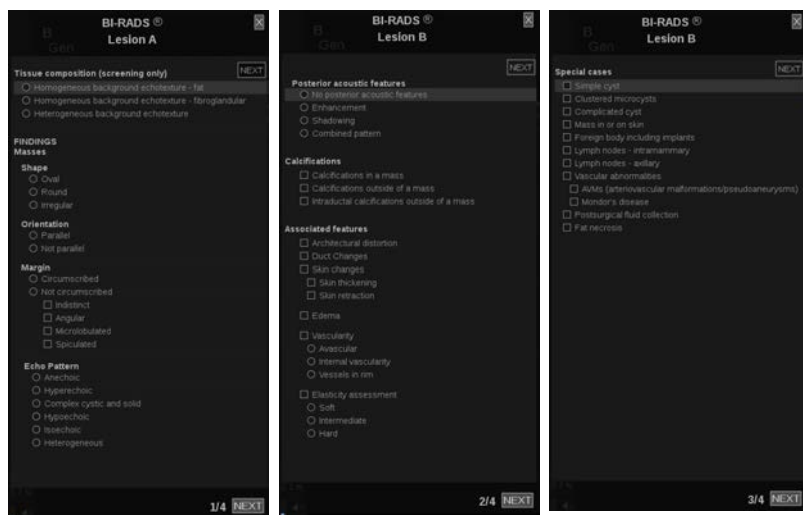 BI-RADS ®
X
Lesion A
NEXT
Tissue composition (screening only)
Homogeneous background echotexture - fat
Homogeneous background echotexture - fibroglandular
Heterogeneous background echotexture
FINDINGS
Masses
Shape
Oval
Round
Irregular
Orientation
Parallel
Not parallel
Margin
Circumscribed
Not circumscribed
Indistinct
Angular
Microlobulated
Spiculated
Echo Pattern
Anechoic
Hyperechoic
Complex cystic and solid
Hypoechoic
Isoechoic
Heterogeneous
1/4 NEXT
BI-RADS ®
X
B
Gen
Lesion B
NEXT
Posterior acoustic features
No posterior acoustic features
Enhancement
Shadowing
Combined pattern
Calcifications
Calcifications in a mass
Calcifications outside of a mass
Intraductal calcifications outside of a mass
Associated features
Architectural distortion
Duct Changes
Skin changes
Skin thickening
Skin retraction
Edema
Vascularity
Avascular
Internal vascularity
Vessels in rim
Elasticity assessment
Soft
Intermediate
Hard
2/4 NEXT
BI-RADS ®
X
B
Gen
Lesion B
NEXT
Special cases
Simple cyst
Clustered microcysts
Complicated cyst
Mass in or on skin
Foreign body including implants
Lymph nodes - intramammary
Lymph nodes - axillary
Vascular abnormalities
AVMs (arteriovascular malformations/pseudoaneurysms)
Mondor's disease
Postsurgical fluid collection
Fat necrosis
3/4 NEXT